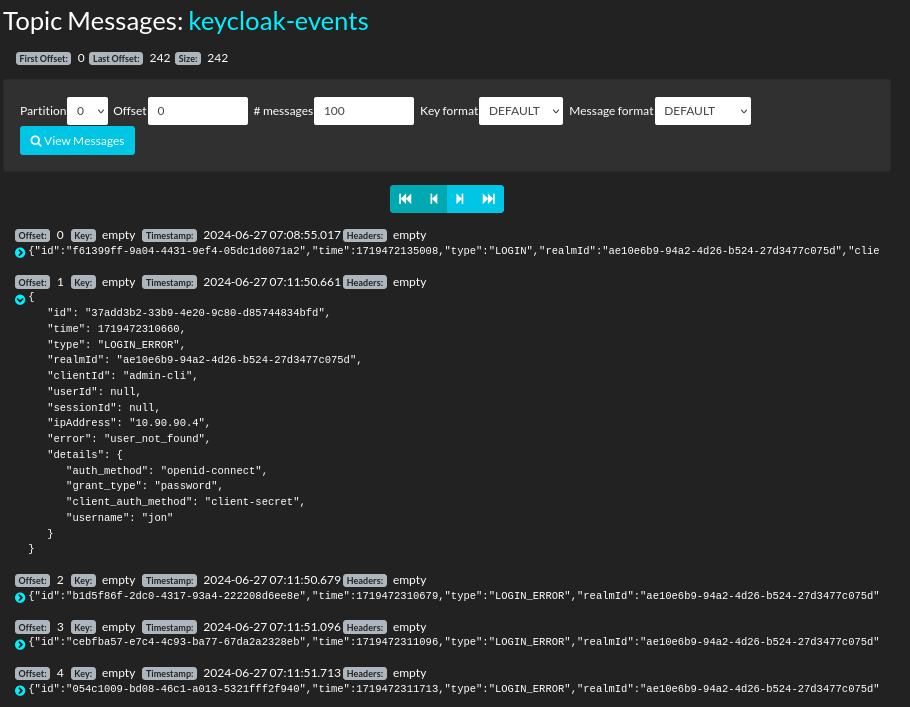 Topic Messages: keycloak-events
First Offset: 0 Last Offset: 242 Size: 242
Partition 0 Offset 0 # messages 100 Key format DEFAULT Message format DEFAULT
View Messages
Offset: 0 Key: empty Timestamp: 2024-06-27 07:08:55.017 Headers: empty
{"id":"f61399ff-9a04-4431-9ef4-05dc1d6071a2","time":1719472135008,"type":"LOGIN","realmId":"ae10e6b9-94a2-4d26-b524-27d3477c075d","clie
Offset: 1 Key: empty Timestamp: 2024-06-27 07:11:50.661 Headers: empty
{
"id": "37add3b2-33b9-4e20-9c80-d85744834bfd",
"time": 1719472310660,
"type": "LOGIN_ERROR",
"realmId": "ae10e6b9-94a2-4d26-b524-27d3477c075d",
"clientId": "admin-cli",
"userId": null,
"sessionId": null,
"ipAddress": "10.90.90.4",
"error": "user_not_found",
"details": {
"auth_method": "openid-connect",
"grant_type": "password",
"client_auth_method": "client-secret",
"username": "jon"
}
}
Offset: 2 Key: empty Timestamp: 2024-06-27 07:11:50.679 Headers: empty
{"id":"b1d5f86f-2dc0-4317-93a4-222208d6ee8e","time":1719472310679,"type":"LOGIN_ERROR","realmId":"ae10e6b9-94a2-4d26-b524-27d3477c075d"
Offset: 3 Key: empty Timestamp: 2024-06-27 07:11:51.096 Headers: empty
{"id":"cebfba57-e7c4-4c93-ba77-67da2a2328eb","time":1719472311096,"type":"LOGIN_ERROR","realmId":"ae10e6b9-94a2-4d26-b524-27d3477c075d"
Offset: 4 Key: empty Timestamp: 2024-06-27 07:11:51.713 Headers: empty
{"id":"054c1009-bd08-46c1-a013-5321fff2f940","time":1719472311713,"type":"LOGIN_ERROR","realmId":"ae10e6b9-94a2-4d26-b524-27d3477c075d"